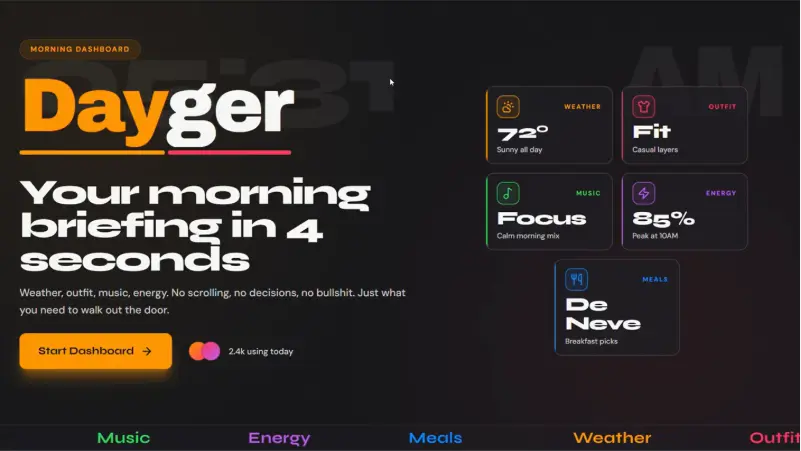 MORNING DASHBOARD
AM
Dayger
Your morning
briefing in 4
seconds
Weather, outfit, music, energy. No scrolling, no decisions, no bullshit. Just what
you need to walk out the door.
Start Dashboard →
2.4k using today
WEATHER
72°
Sunny all day
OUTFIT
Fit
Casual layers
MUSIC
Focus
Calm morning mix
ENERGY
85%
Peak at 10AM
MEALS
De
Neve
Breakfast picks
Music Energy Meals Weather Outfit